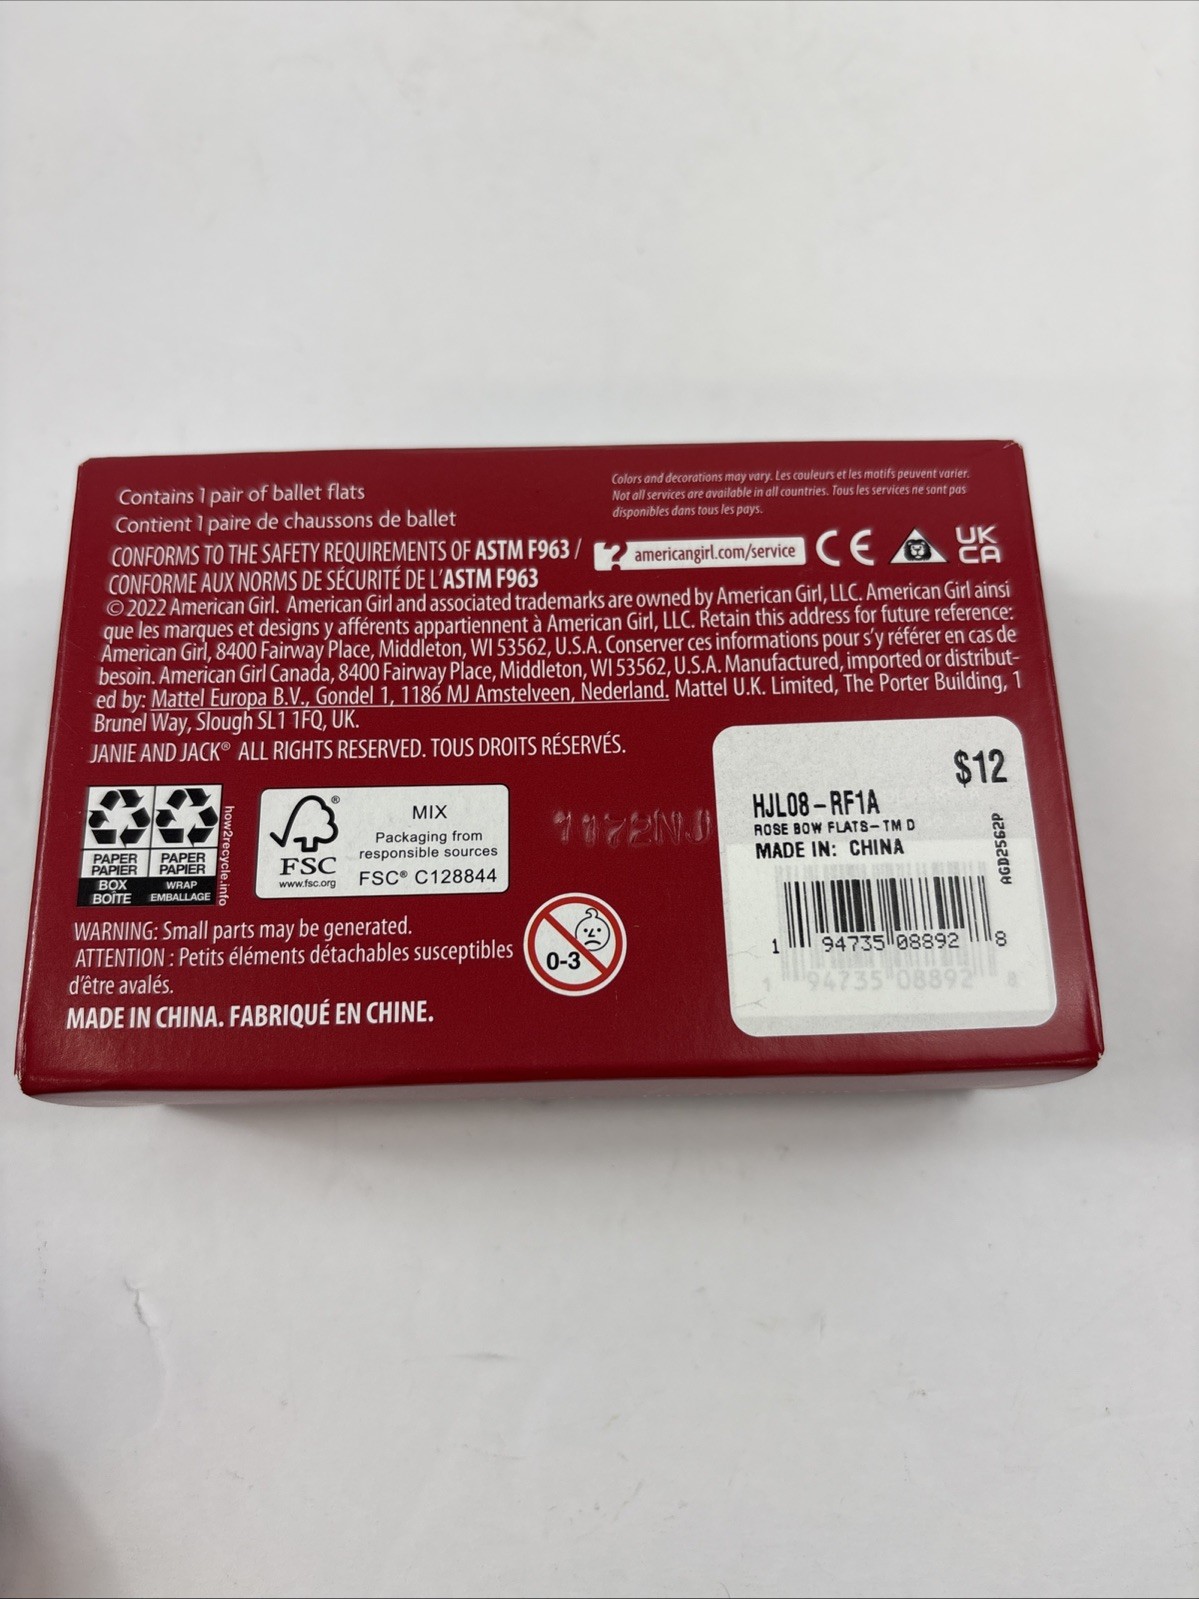 Contains 1 pair of ballet flats
Contient 1 paire de chaussons de ballet
CONFORMS TO THE SAFETY REQUIREMENTS OF ASTM F963 /
CONFORME AUX NORMS DE SÉCURITÉ DE L'ASTM F963
Colors and decorations may vary. Les couleurs et les motifs peuvent varier.
Not all services are available in all countries. Tous les services ne sont pas
disponibles dans tous les pays.
? americangirl.com/service
CE
UK
CA
© 2022 American Girl. American Girl and associated trademarks are owned by American Girl, LLC. American Girl ainsi
que les marques et designs y afférents appartiennent à American Girl, LLC. Retain this address for future reference:
American Girl, 8400 Fairway Place, Middleton, WI 53562, U.S.A. Conserver ces informations pour s'y référer en cas de
besoin. American Girl Canada, 8400 Fairway Place, Middleton, WI 53562, U.S.A. Manufactured, imported or distribut-
ed by: Mattel Europa B.V., Gondel 1, 1186 MJ Amstelveen, Nederland. Mattel U.K. Limited, The Porter Building, 1
Brunel Way, Slough SL1 1FQ, UK.
JANIE AND JACK® ALL RIGHTS RESERVED. TOUS DROITS RÉSERVÉS.
PAPER PAPER
PAPIER PAPIER
BOX WRAP
BOÎTE EMBALLAGE
how2recycle.info
®
FSC
www.fsc.org
MIX
Packaging from
responsible sources
FSC® C128844
1172NJ
WARNING: Small parts may be generated.
ATTENTION : Petits éléments détachables susceptibles
d'être avalés.
MADE IN CHINA. FABRIQUÉ EN CHINE.
0-3
$12
HJL08-RF1A
ROSE BOW FLATS-TM D
MADE IN: CHINA
AGD2562P
1 94735 08892 8
1 94735 08892 8